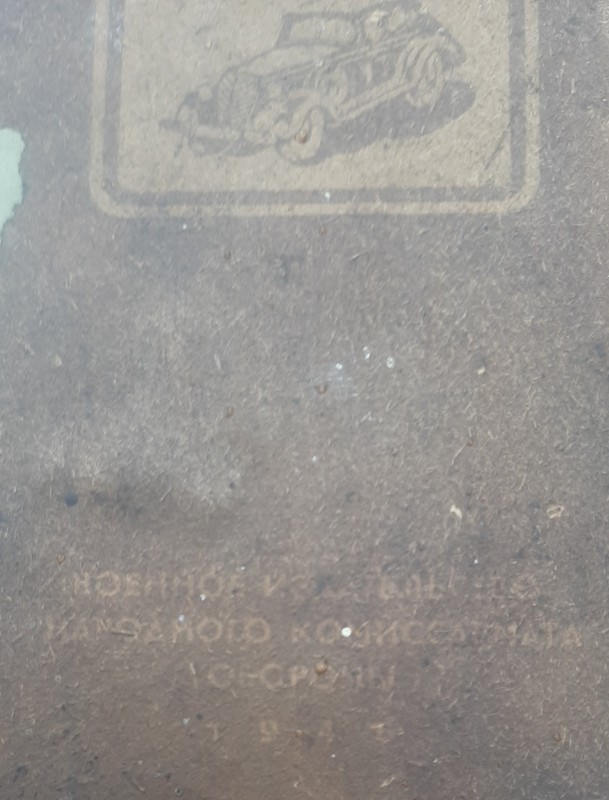 ВОЕННОЕ ИЗДАТЕЛЬСТВО
НАРОДНОГО КОМИССАРИАТА
ОБОРОНЫ